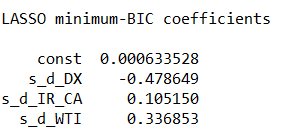 LASSO minimum-BIC coefficients
const 0.000633528
s_d_DX -0.478649
s_d_IR_CA 0.105150
s_d_WTI 0.336853